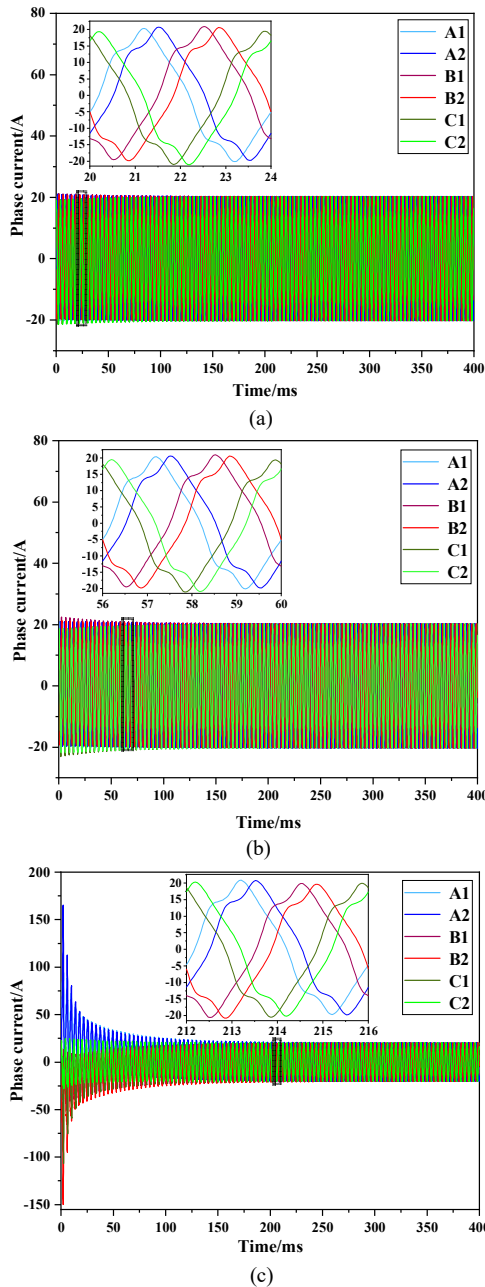 80
60
40
20
0
-20
Phase current/A
20
15
10
5
0
-5
-10
-15
-20
20 21 22 23 24
A1
A2
B1
B2
C1
C2
0 50 100 150 200 250 300 350 400
Time/ms
(a)
80
60
40
20
0
-20
Phase current/A
20
15
10
5
0
-5
-10
-15
-20
56 57 58 59 60
A1
A2
B1
B2
C1
C2
0 50 100 150 200 250 300 350 400
Time/ms
(b)
200
150
100
50
0
-50
-100
-150
Phase current/A
20
15
10
5
0
-5
-10
-15
-20
212 213 214 215 216
A1
A2
B1
B2
C1
C2
0 50 100 150 200 250 300 350 400
Time/ms
(c)